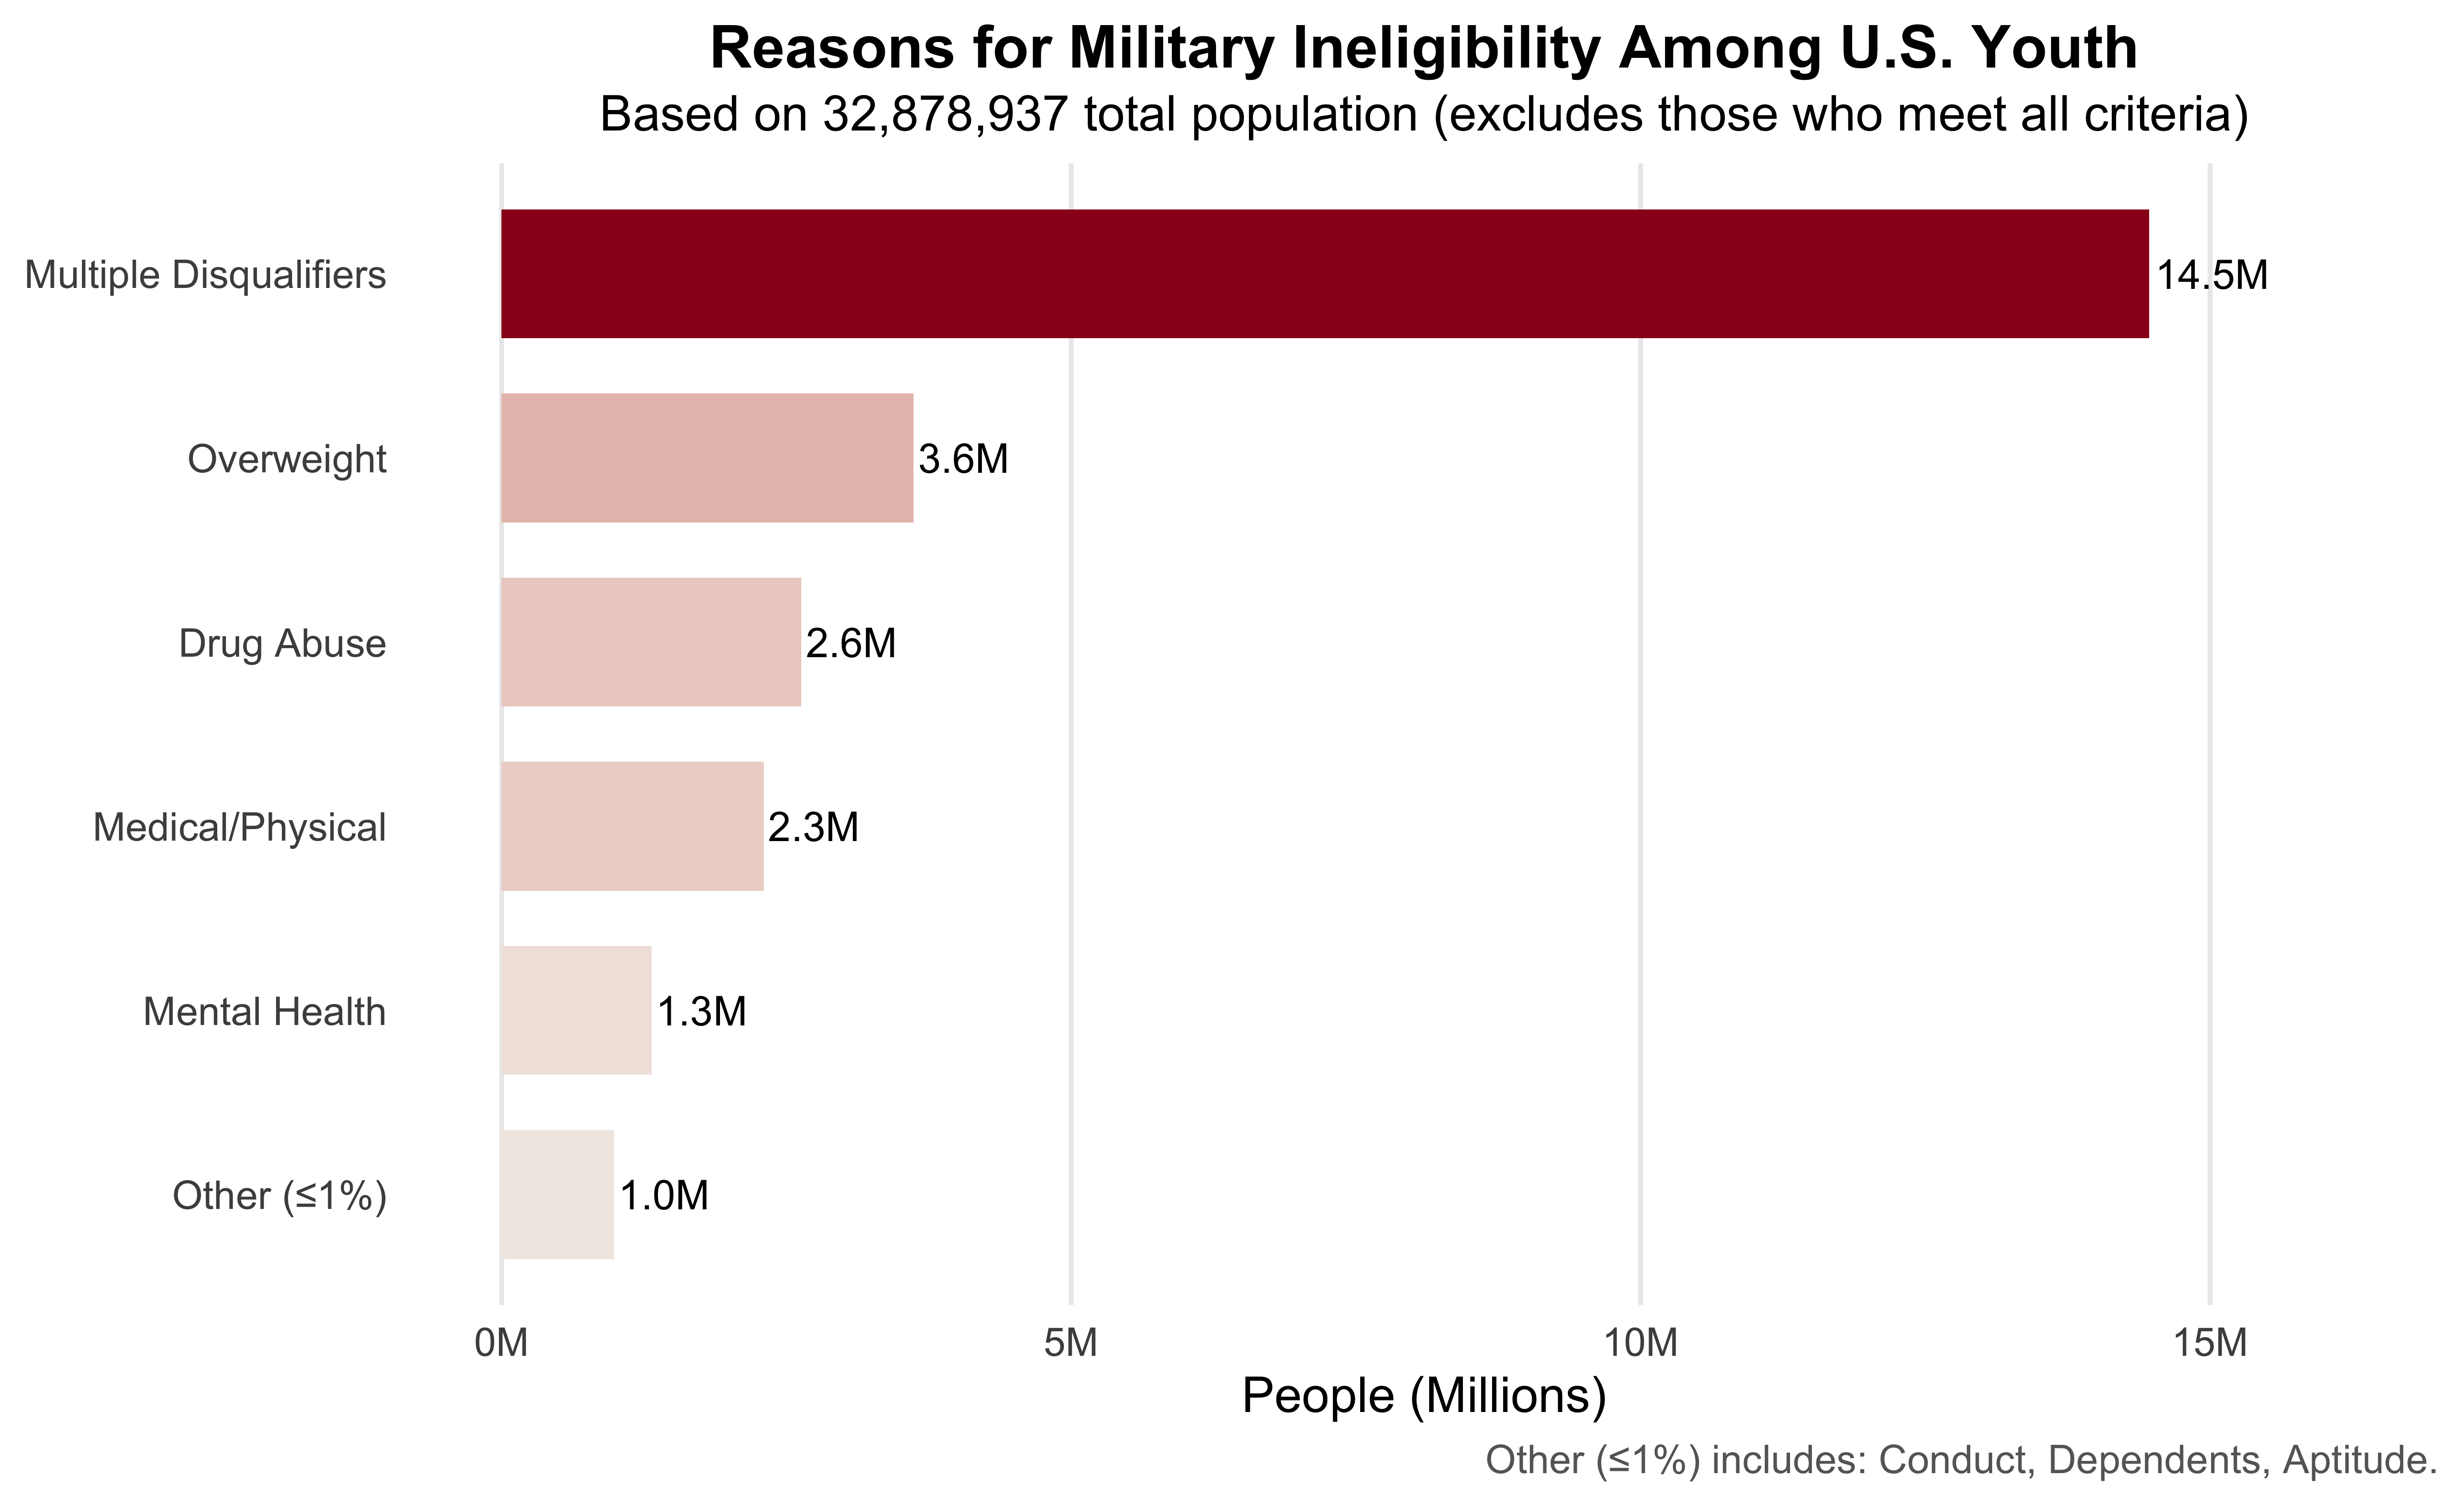 Reasons for Military Ineligibility Among U.S. Youth
Based on 32,878,937 total population (excludes those who meet all criteria)
Multiple Disqualifiers
14.5M
Overweight
3.6M
Drug Abuse
2.6M
Medical/Physical
2.3M
Mental Health
1.3M
Other (≤1%)
1.0M
0M 5M 10M 15M
People (Millions)
Other (≤1%) includes: Conduct, Dependents, Aptitude.